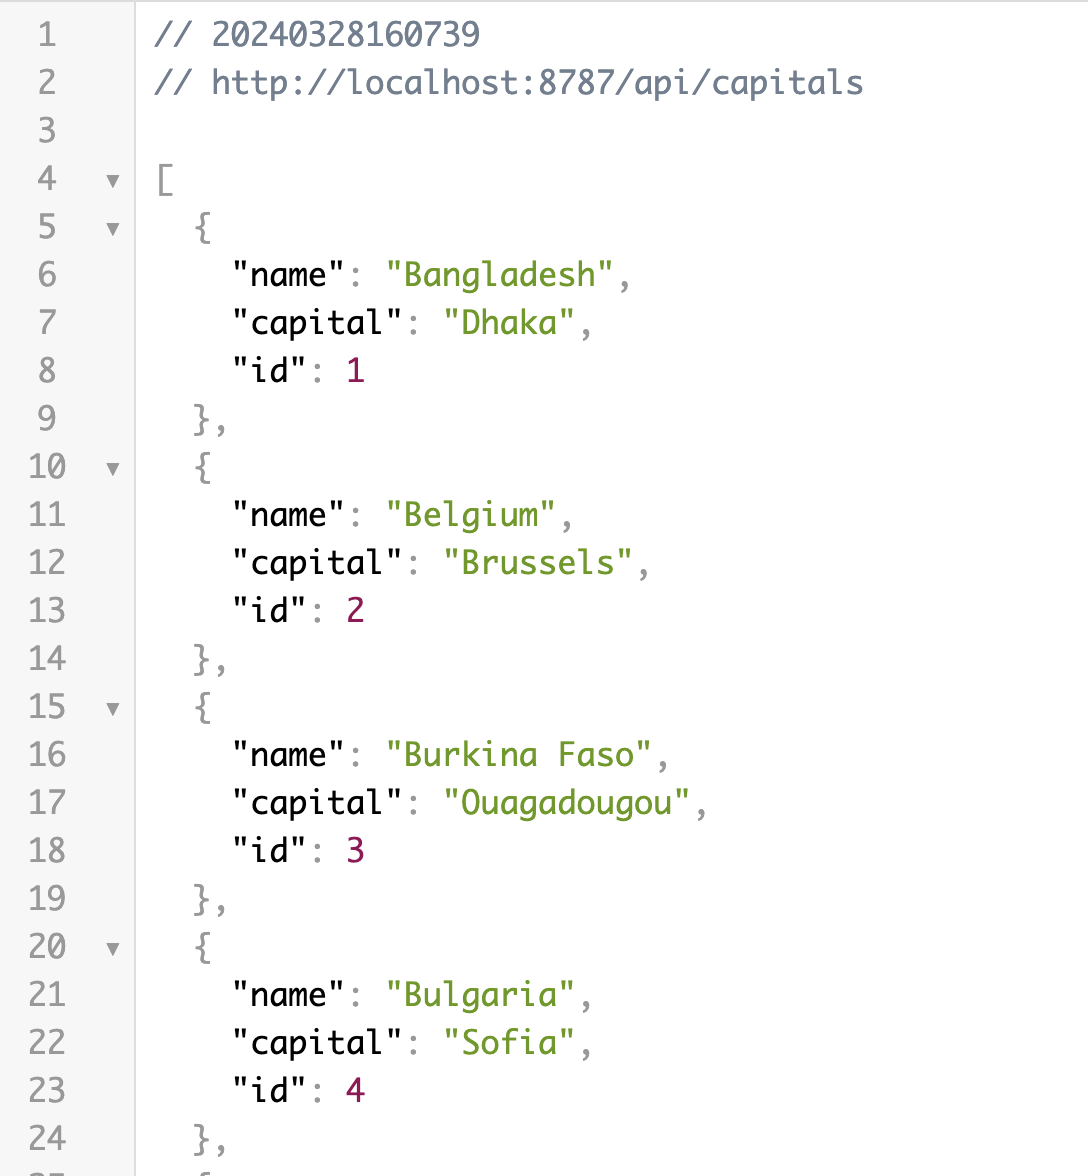 1 // 20240328160739
2 // http://localhost:8787/api/capitals
3
4 ▼ [
5 ▼ {
6 "name": "Bangladesh",
7 "capital": "Dhaka",
8 "id": 1
9 },
10 ▼ {
11 "name": "Belgium",
12 "capital": "Brussels",
13 "id": 2
14 },
15 ▼ {
16 "name": "Burkina Faso",
17 "capital": "Ouagadougou",
18 "id": 3
19 },
20 ▼ {
21 "name": "Bulgaria",
22 "capital": "Sofia",
23 "id": 4
24 },